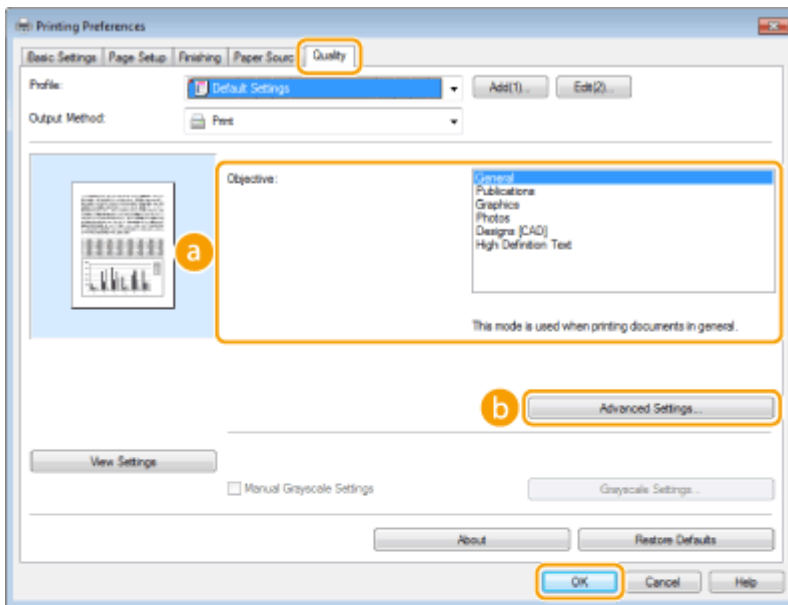 Printing Preferences
Basic Settings Page Setup Finishing Paper Sourc Quality
Profile: Default Settings Add(1)... Edit(2)...
Output Method: Print
Objective:
General
Publications
Graphics
Photos
Designs [CAD]
High Definition Text
a
This mode is used when printing documents in general.
b Advanced Settings...
View Settings
Manual Grayscale Settings Grayscale Settings...
About Restore Defaults
OK Cancel Help